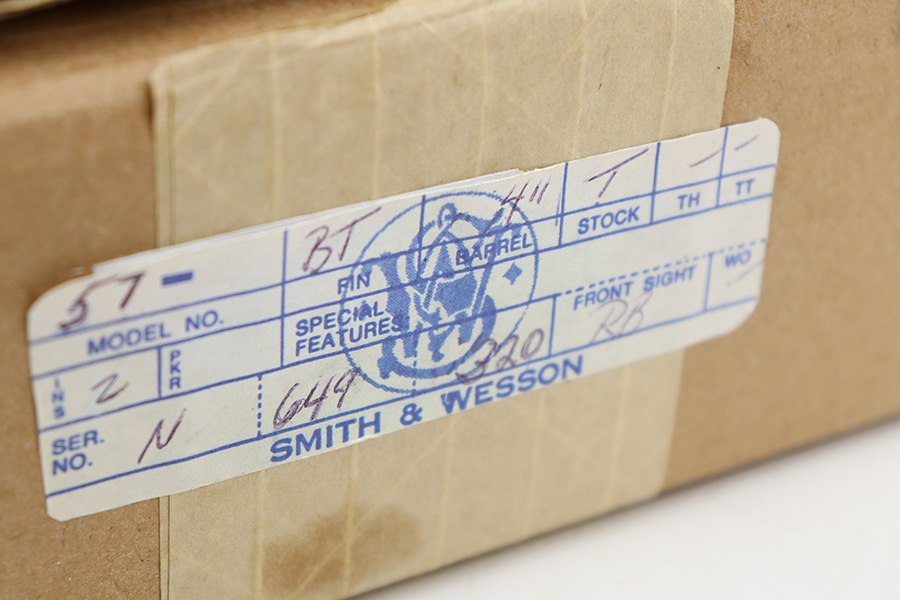 57 - BT 4" T - -
MODEL NO. FIN BARREL STOCK TH TT
INS 2 PKR SPECIAL FEATURES FRONT SIGHT RB WO -
SER. NO. N 649 320
SMITH & WESSON